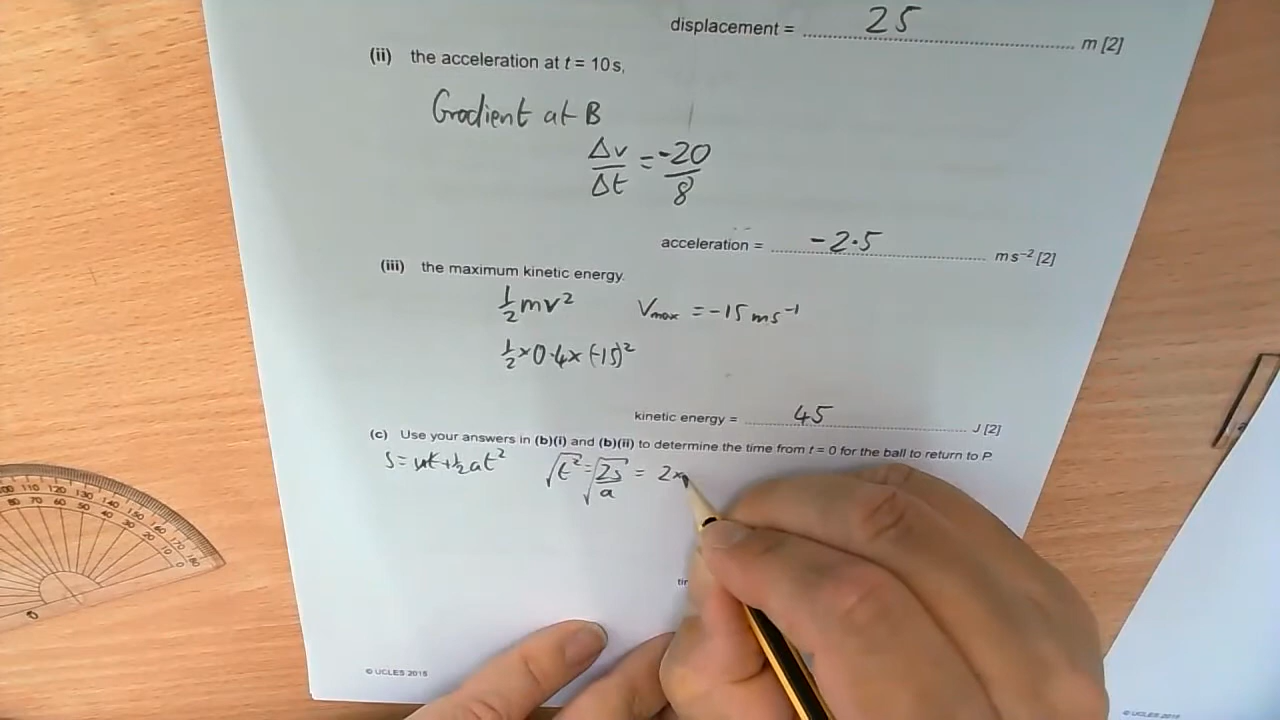 displacement = 25 m [2]
(ii) the acceleration at t = 10 s,
Gradient at B
Δv/Δt = -20/8
acceleration = -2.5 m s⁻² [2]
(iii) the maximum kinetic energy.
½mv² Vmax = -15 ms⁻¹
½ × 0.4 × (-15)²
kinetic energy = 45 J [2]
(c) Use your answers in (b)(i) and (b)(ii) to determine the time from t = 0 for the ball to return to P.
s = ut + ½at² √t² = √2s/a = 2×
© UCLES 2015